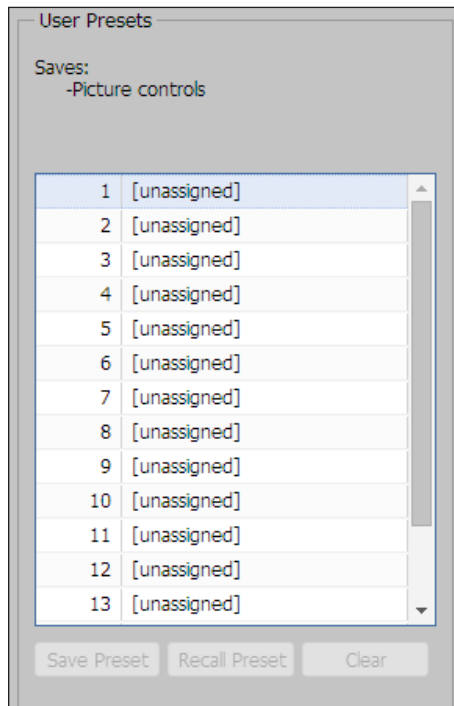 User Presets
Saves:
-Picture controls
1 [unassigned]
2 [unassigned]
3 [unassigned]
4 [unassigned]
5 [unassigned]
6 [unassigned]
7 [unassigned]
8 [unassigned]
9 [unassigned]
10 [unassigned]
11 [unassigned]
12 [unassigned]
13 [unassigned]
Save Preset Recall Preset Clear